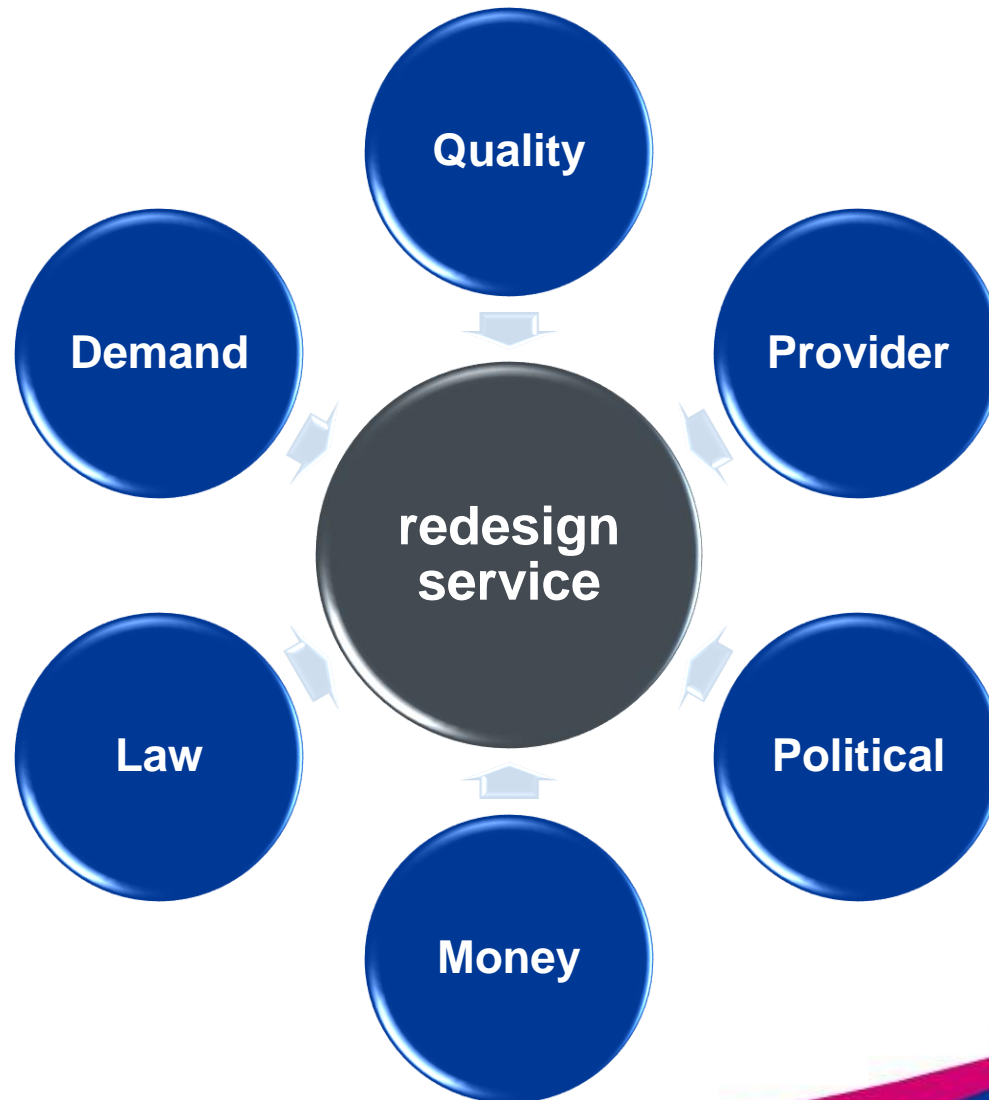 Quality
Demand
Provider
redesign
service
Law
Political
Money